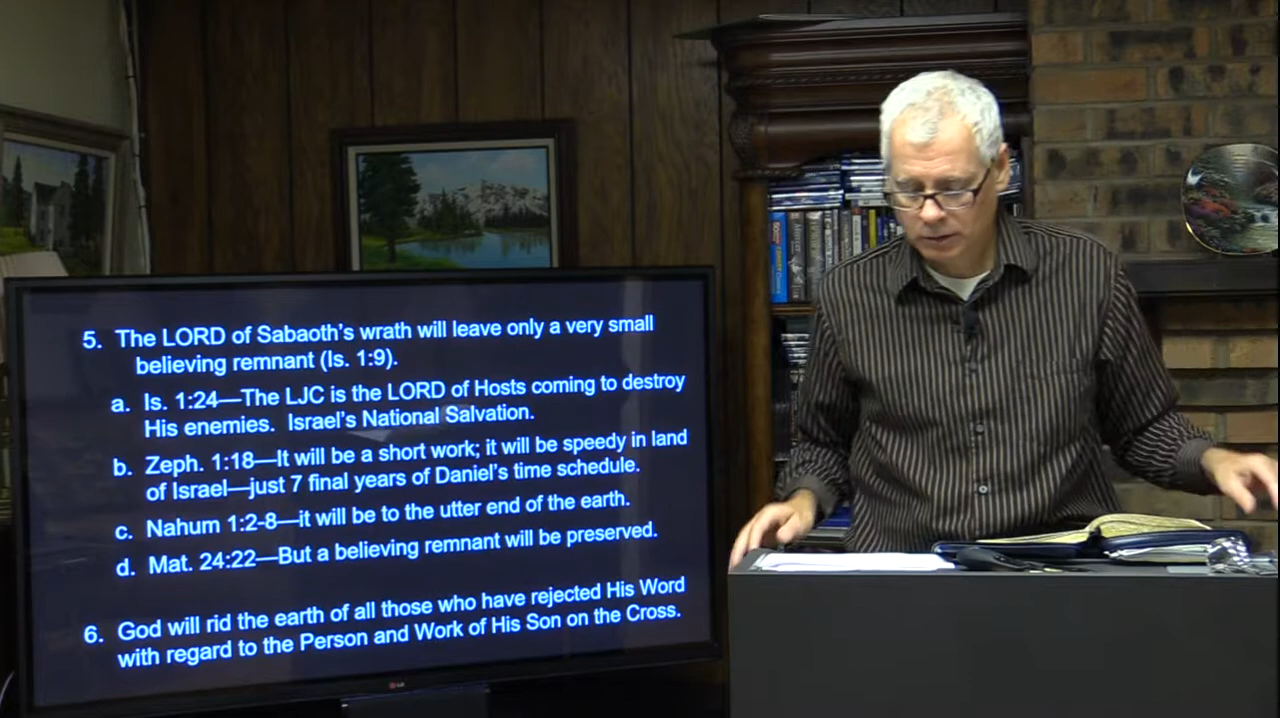 5. The LORD of Sabaoth's wrath will leave only a very small
believing remnant (Is. 1:9).
a. Is. 1:24—The LJC is the LORD of Hosts coming to destroy
His enemies. Israel's National Salvation.
b. Zeph. 1:18—It will be a short work; it will be speedy in land
of Israel—just 7 final years of Daniel's time schedule.
c. Nahum 1:2-8—it will be to the utter end of the earth.
d. Mat. 24:22—But a believing remnant will be preserved.
6. God will rid the earth of all those who have rejected His Word
with regard to the Person and Work of His Son on the Cross.
LG